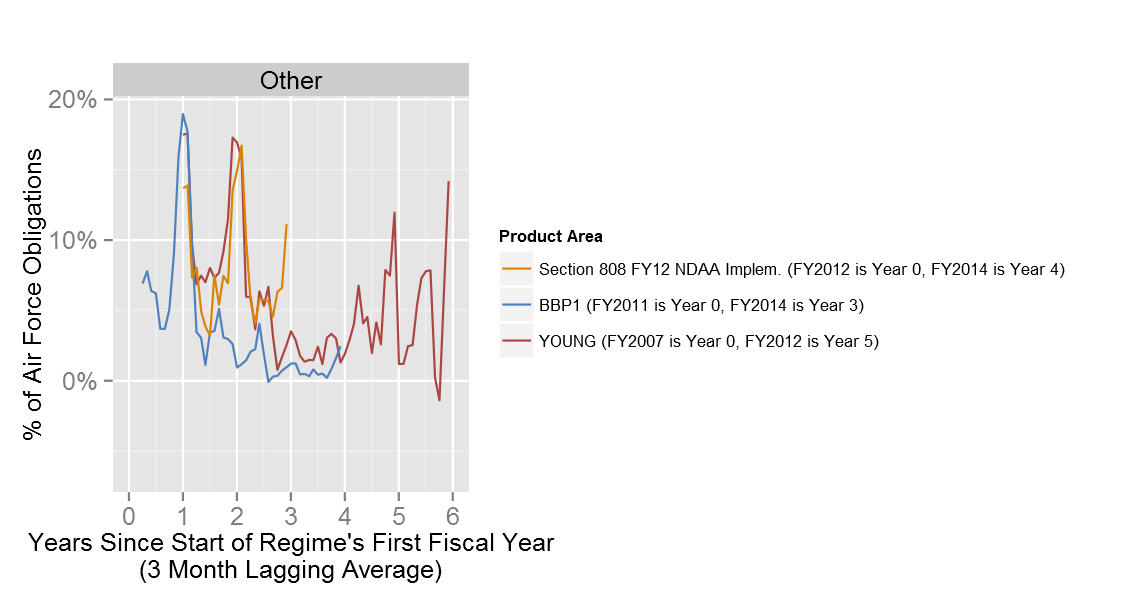 Other
% of Air Force Obligations
20%
10%
0%
0 1 2 3 4 5 6
Years Since Start of Regime's First Fiscal Year
(3 Month Lagging Average)
Product Area
Section 808 FY12 NDAA Implem. (FY2012 is Year 0, FY2014 is Year 4)
BBP1 (FY2011 is Year 0, FY2014 is Year 3)
YOUNG (FY2007 is Year 0, FY2012 is Year 5)